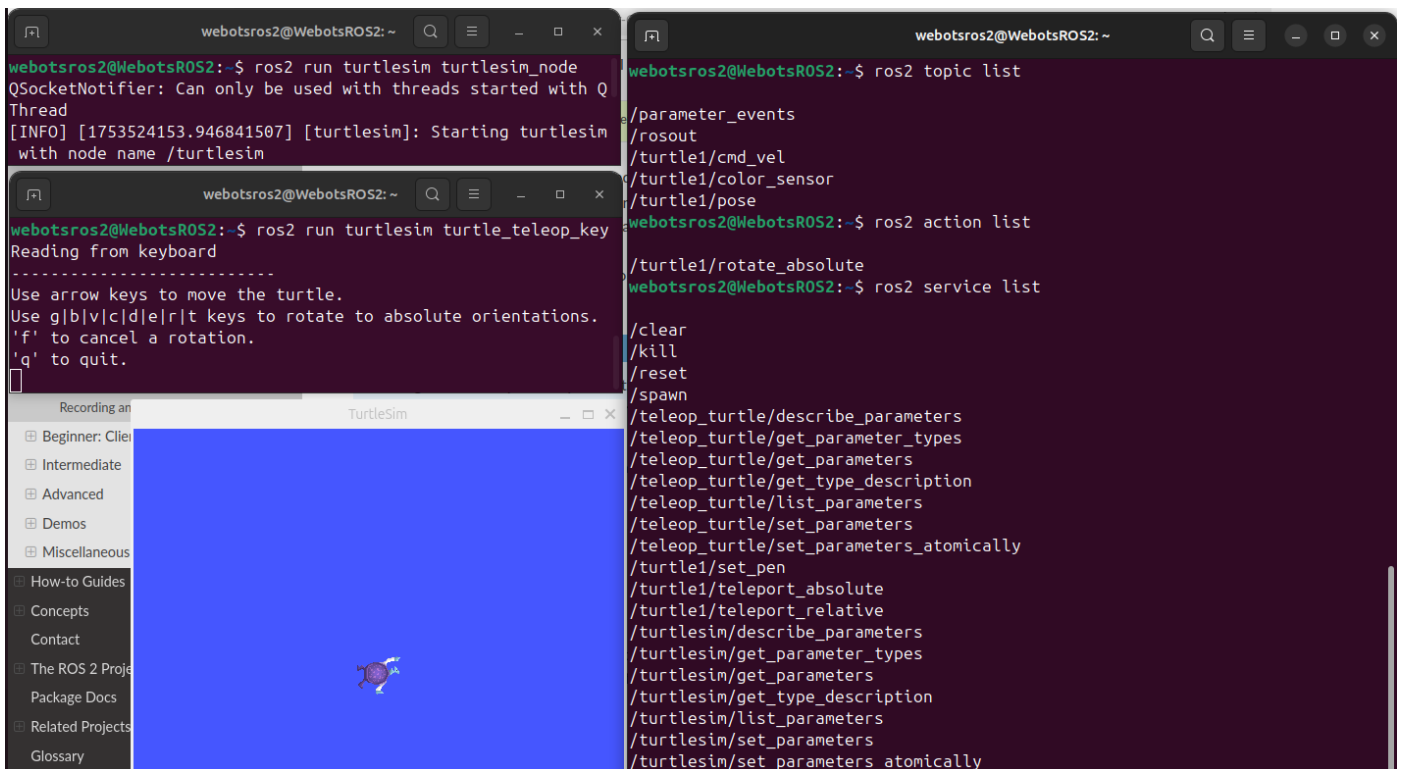 webotsros2@WebotsROS2: ~
webotsros2@WebotsROS2:~$ ros2 run turtlesim turtlesim_node
QSocketNotifier: Can only be used with threads started with Q
Thread
[INFO] [1753524153.946841507] [turtlesim]: Starting turtlesim
with node name /turtlesim
webotsros2@WebotsROS2: ~
webotsros2@WebotsROS2:~$ ros2 run turtlesim turtle_teleop_key
Reading from keyboard
---------------------------
Use arrow keys to move the turtle.
Use g|b|v|c|d|e|r|t keys to rotate to absolute orientations.
'f' to cancel a rotation.
'q' to quit.
Recording an
Beginner: Clie
Intermediate
Advanced
Demos
Miscellaneous
How-to Guides
Concepts
Contact
The ROS 2 Proje
Package Docs
Related Projects
Glossary
TurtleSim
webotsros2@WebotsROS2: ~
webotsros2@WebotsROS2:~$ ros2 topic list
/parameter_events
/rosout
/turtle1/cmd_vel
/turtle1/color_sensor
/turtle1/pose
webotsros2@WebotsROS2:~$ ros2 action list
/turtle1/rotate_absolute
webotsros2@WebotsROS2:~$ ros2 service list
/clear
/kill
/reset
/spawn
/teleop_turtle/describe_parameters
/teleop_turtle/get_parameter_types
/teleop_turtle/get_parameters
/teleop_turtle/get_type_description
/teleop_turtle/list_parameters
/teleop_turtle/set_parameters
/teleop_turtle/set_parameters_atomically
/turtle1/set_pen
/turtle1/teleport_absolute
/turtle1/teleport_relative
/turtlesim/describe_parameters
/turtlesim/get_parameter_types
/turtlesim/get_parameters
/turtlesim/get_type_description
/turtlesim/list_parameters
/turtlesim/set_parameters
/turtlesim/set_parameters_atomically